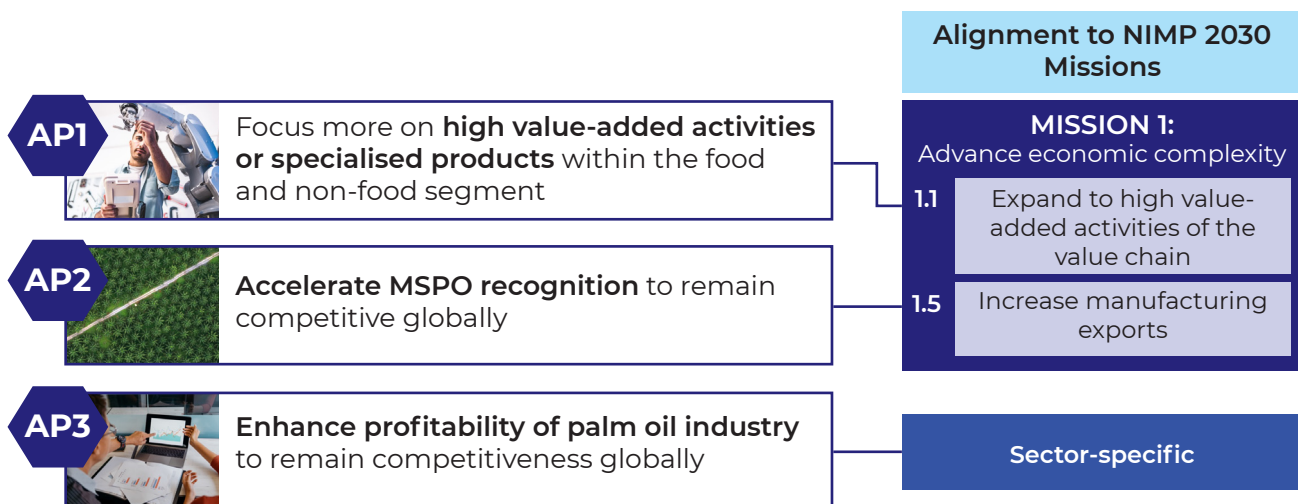 Alignment to NIMP 2030
Missions
AP1
Focus more on high value-added activities
or specialised products within the food
and non-food segment
MISSION 1:
Advance economic complexity
1.1
Expand to high value-
added activities of the
value chain
AP2
Accelerate MSPO recognition to remain
competitive globally
1.5
Increase manufacturing
exports
AP3
Enhance profitability of palm oil industry
to remain competitiveness globally
Sector-specific